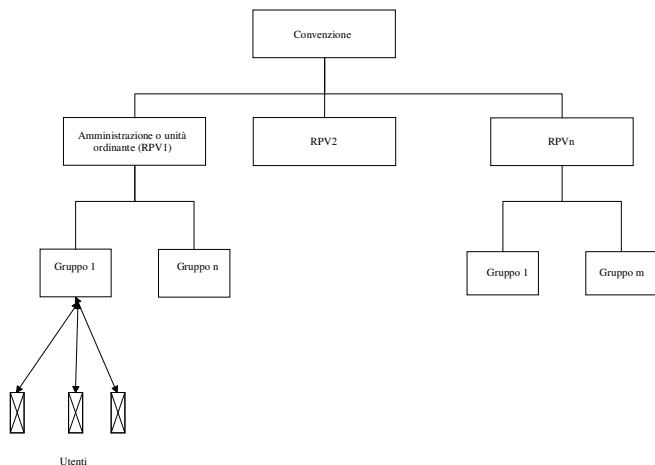 Convenzione
Amministrazione o unità
ordinante (RPV1)
RPV2
RPVn
Gruppo 1
Gruppo n
Gruppo 1
Gruppo m
Utenti